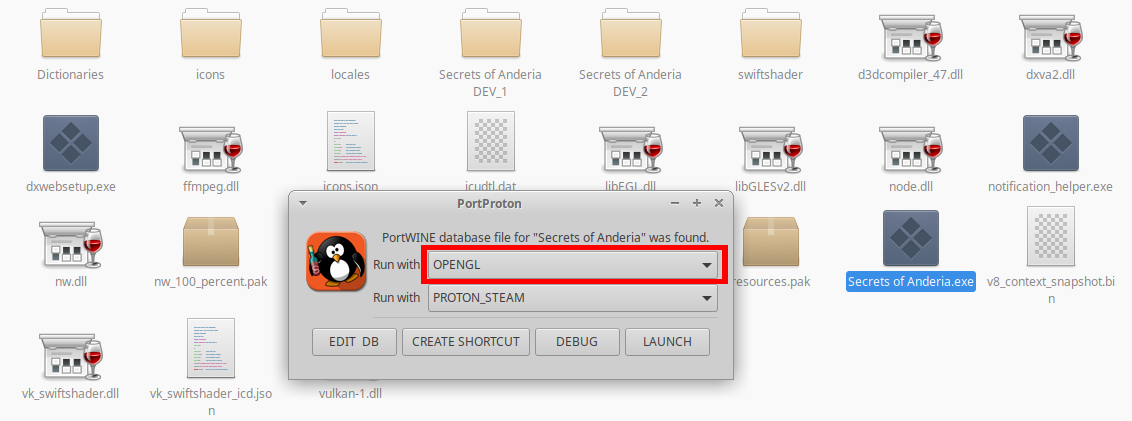 Dictionaries
icons
locales
Secrets of Anderia
DEV_1
Secrets of Anderia
DEV_2
swiftshader
d3dcompiler_47.dll
dxva2.dll
dxwebsetup.exe
ffmpeg.dll
icons.json
icudtl.dat
libEGL.dll
libGLESv2.dll
node.dll
notification_helper.exe
PortProton
PortWINE database file for "Secrets of Anderia" was found.
Run with
OPENGL
Run with
PROTON_STEAM
EDIT DB
CREATE SHORTCUT
DEBUG
LAUNCH
nw.dll
nw_100_percent.pak
resources.pak
Secrets of Anderia.exe
v8_context_snapshot.bi
n
vk_swiftshader.dll
vk_swiftshader_icd.jso
n
vulkan-1.dll